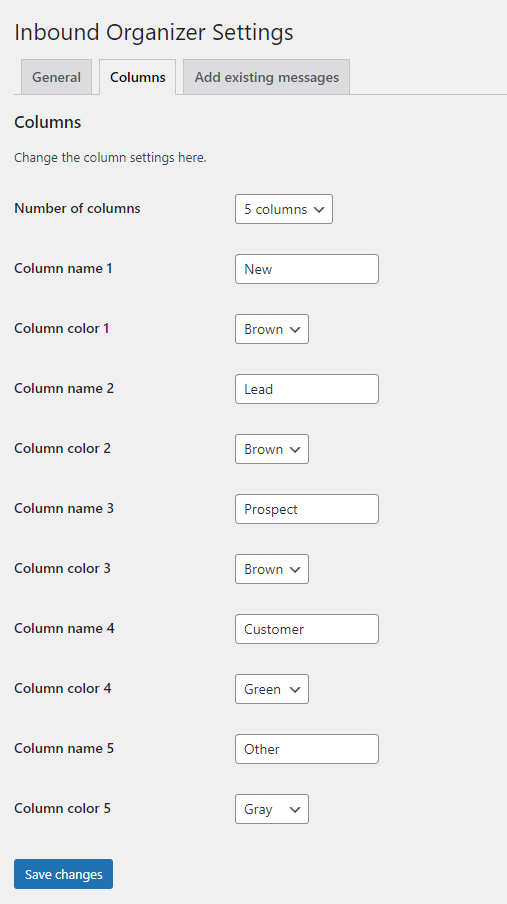 Inbound Organizer Settings
General Columns Add existing messages
Columns
Change the column settings here.
Number of columns 5 columns
Column name 1 New
Column color 1 Brown
Column name 2 Lead
Column color 2 Brown
Column name 3 Prospect
Column color 3 Brown
Column name 4 Customer
Column color 4 Green
Column name 5 Other
Column color 5 Gray
Save changes